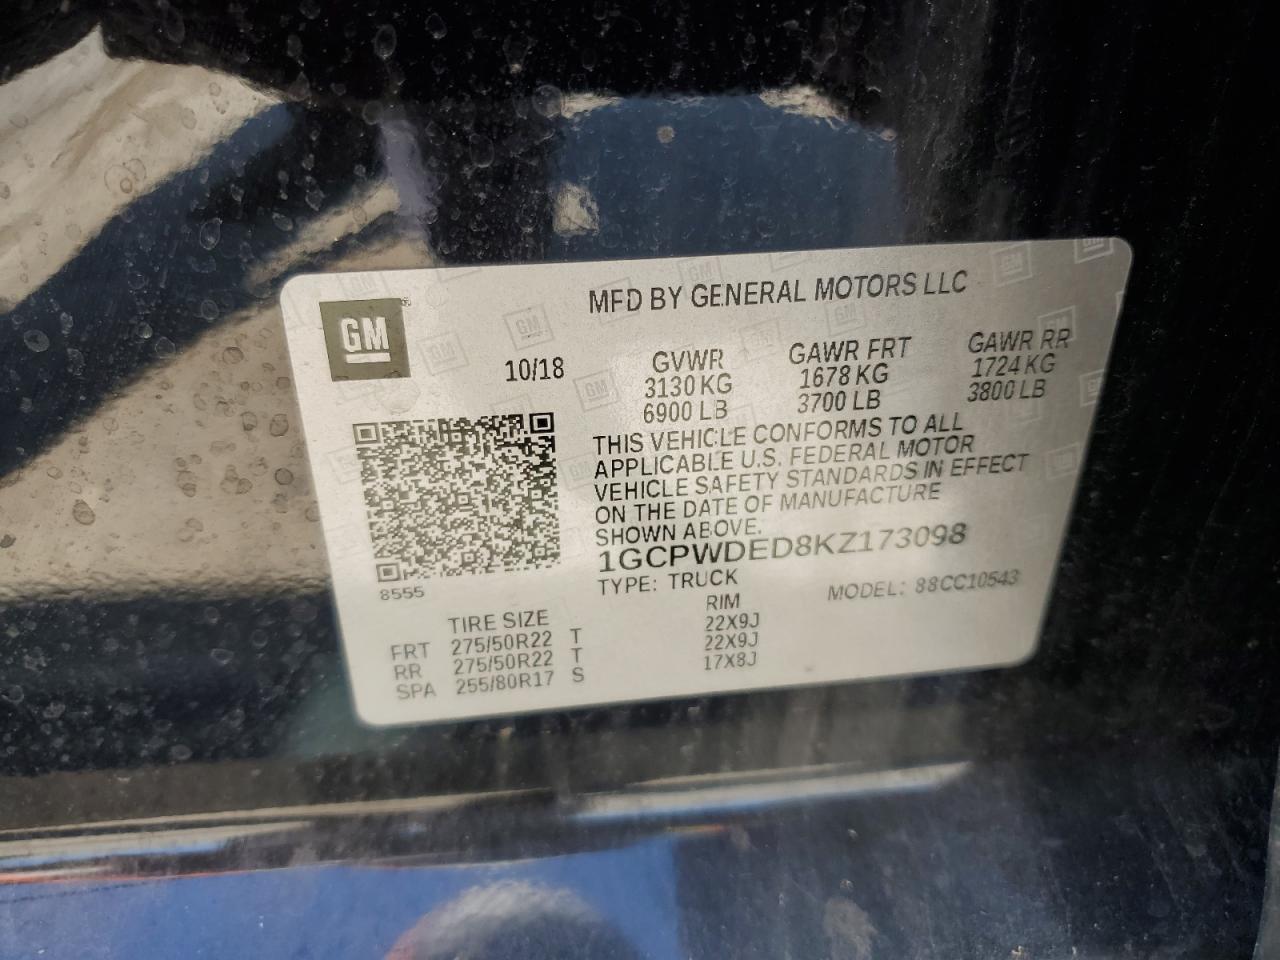 GM
MFD BY GENERAL MOTORS LLC
10/18
GVWR GAWR FRT GAWR RR
3130 KG 1678 KG 1724 KG
6900 LB 3700 LB 3800 LB
THIS VEHICLE CONFORMS TO ALL
APPLICABLE U.S. FEDERAL MOTOR
VEHICLE SAFETY STANDARDS IN EFFECT
ON THE DATE OF MANUFACTURE
SHOWN ABOVE.
1GCPWDED8KZ173098
8555
TYPE: TRUCK MODEL: 88CC10543
TIRE SIZE RIM
FRT 275/50R22 T 22X9J
RR 275/50R22 T 22X9J
SPA 255/80R17 S 17X8J